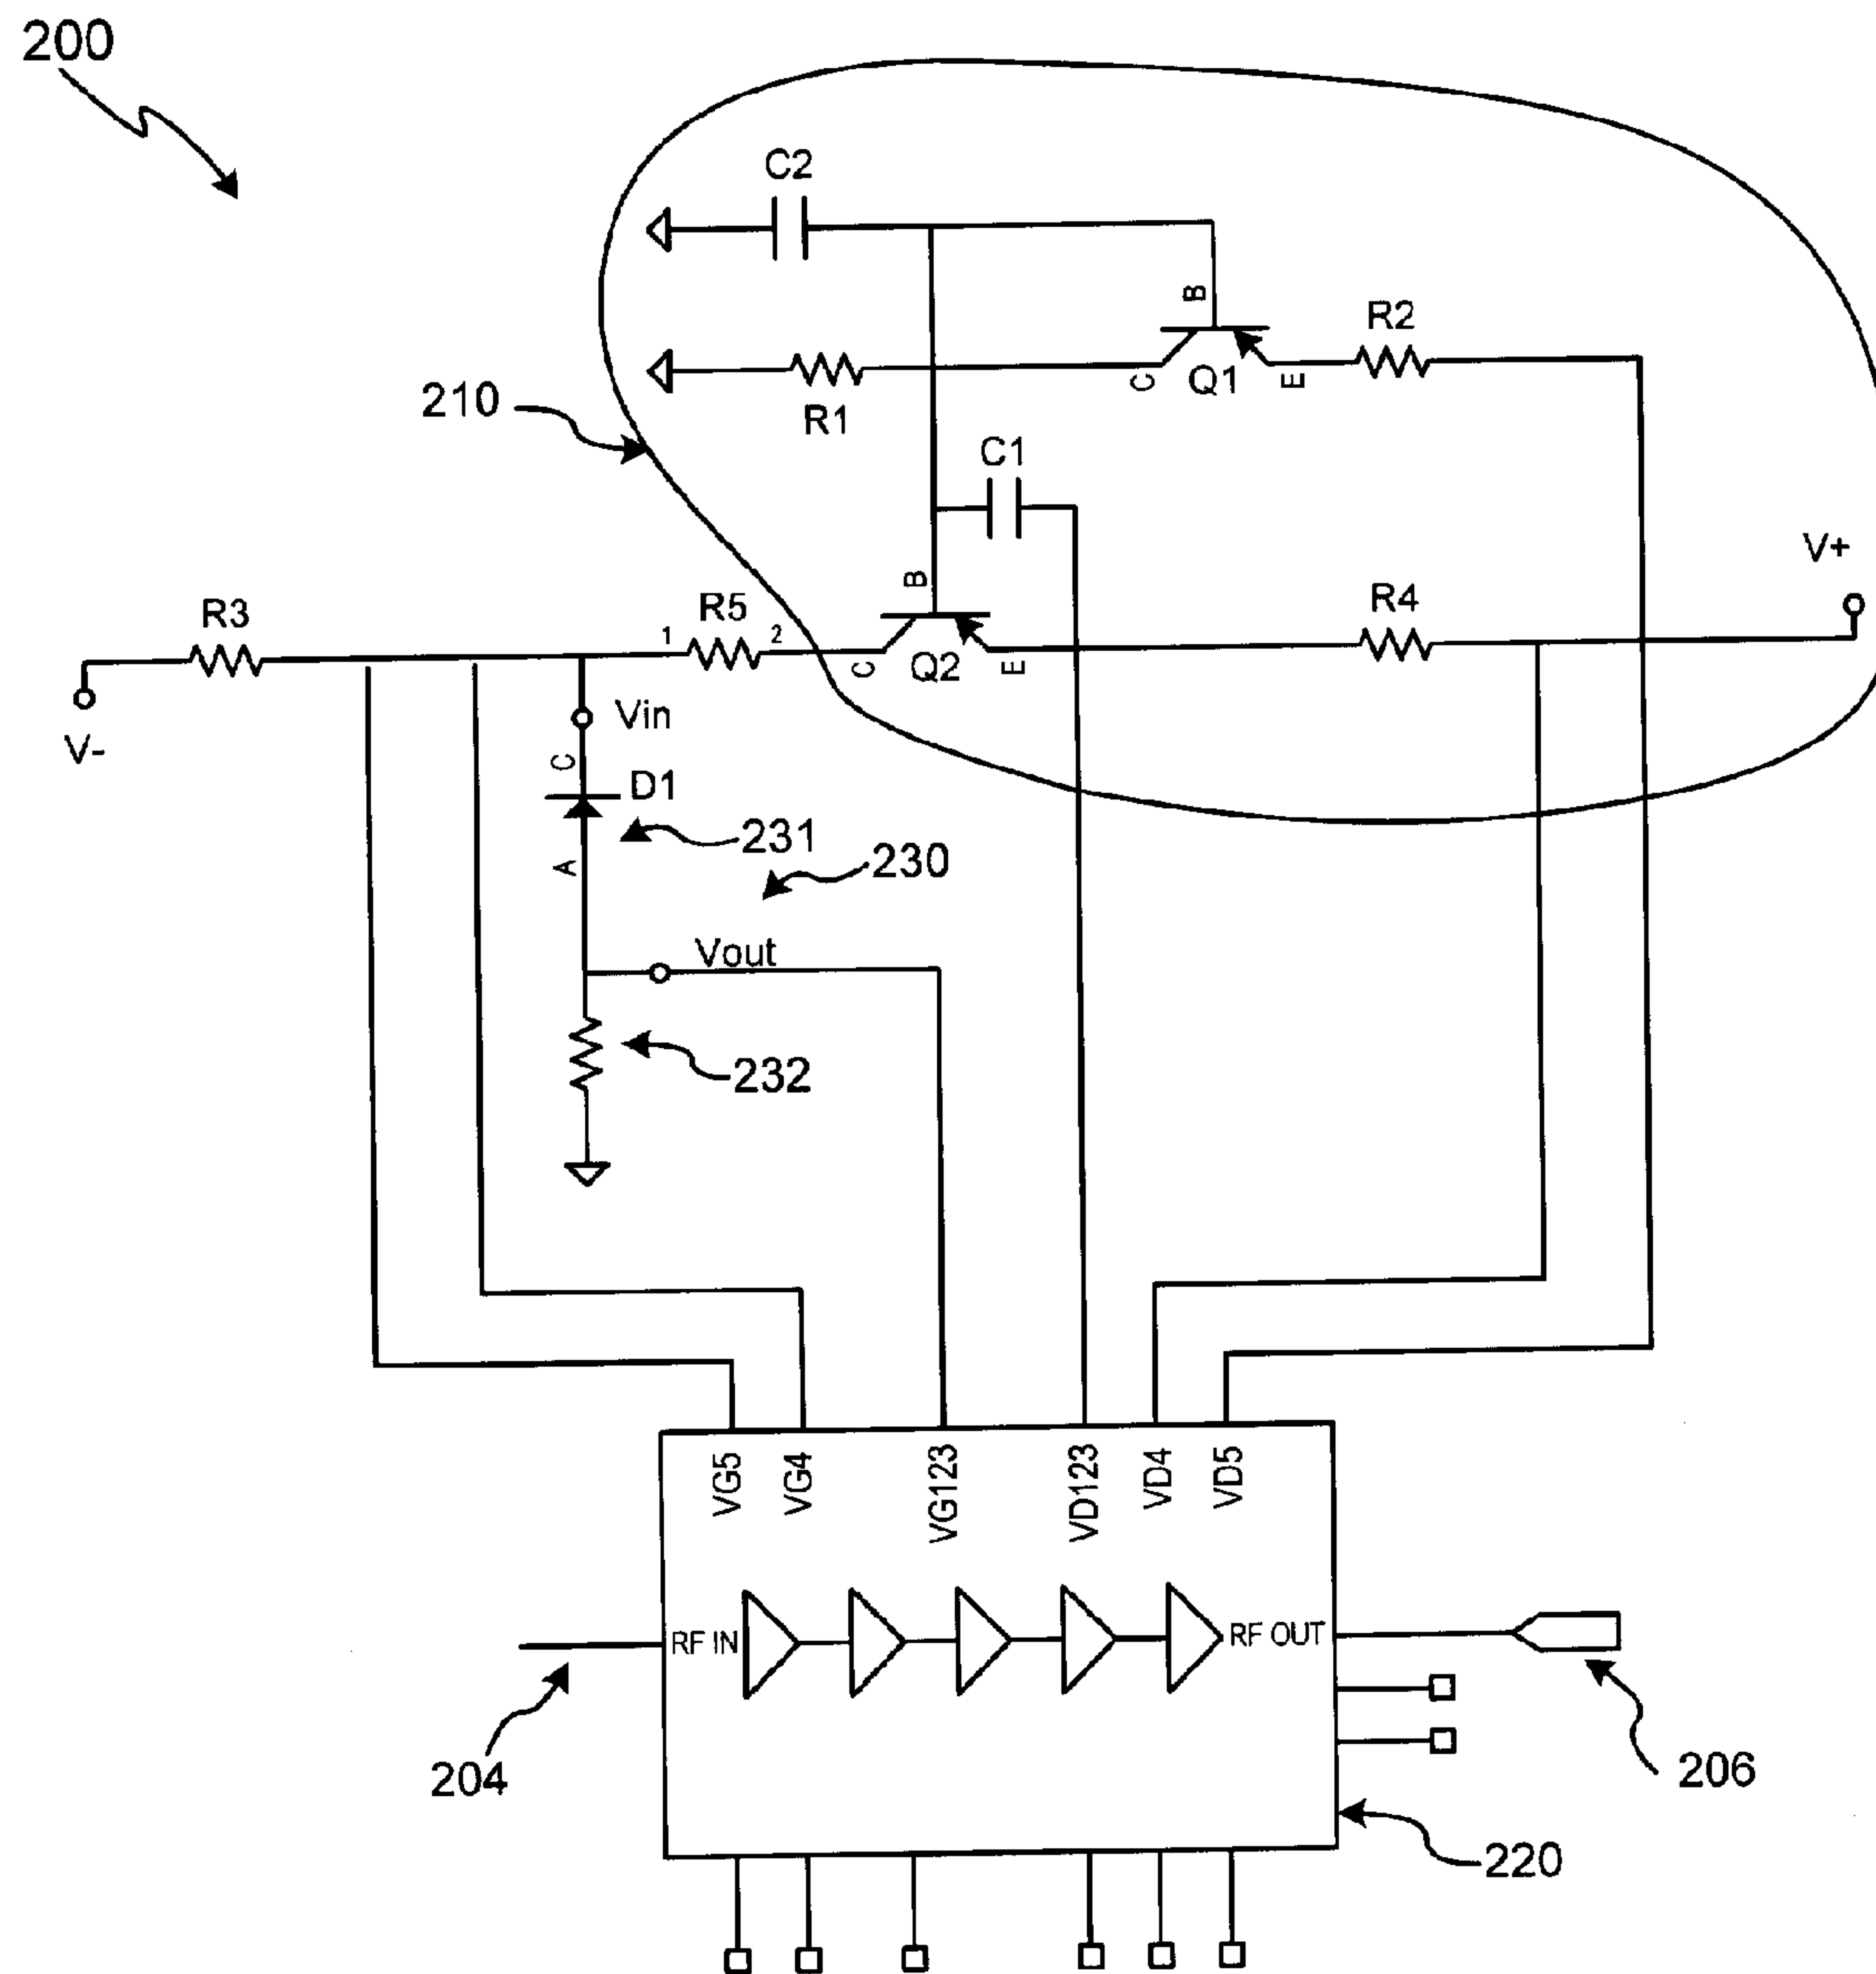 200
C2
B
R2
C
Q1
E
210
R1
C1
V+
B
R3
R5
R4
1
2
C
Q2
E
Vin
V-
C
D1
231
230
A
Vout
232
VG5
VG4
VG123
VD123
VD4
VD5
RF IN
RF OUT
204
206
220